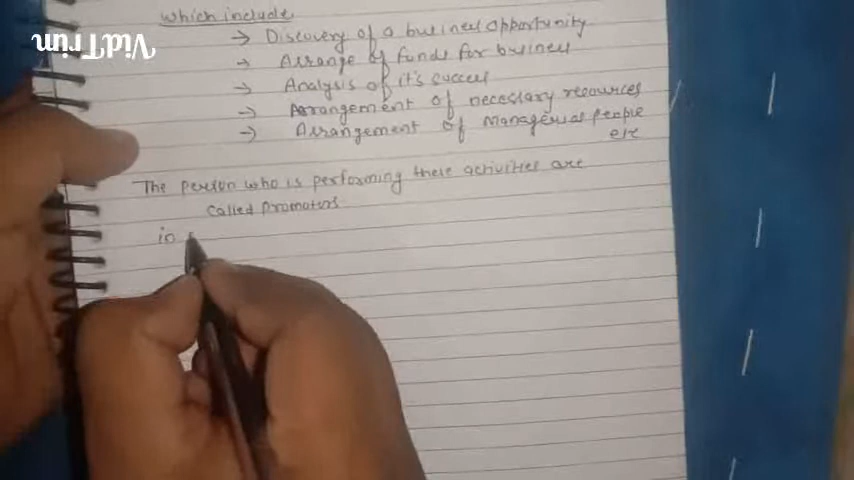 which include
→ Discovery of a business opportunity
→ Arrange of funds for business
→ Analysis of it's success
→ Arrangement of necessary resources
→ Arrangement of Managerial people
etc
The person who is performing these activities are
called promoters
in
VidTrim